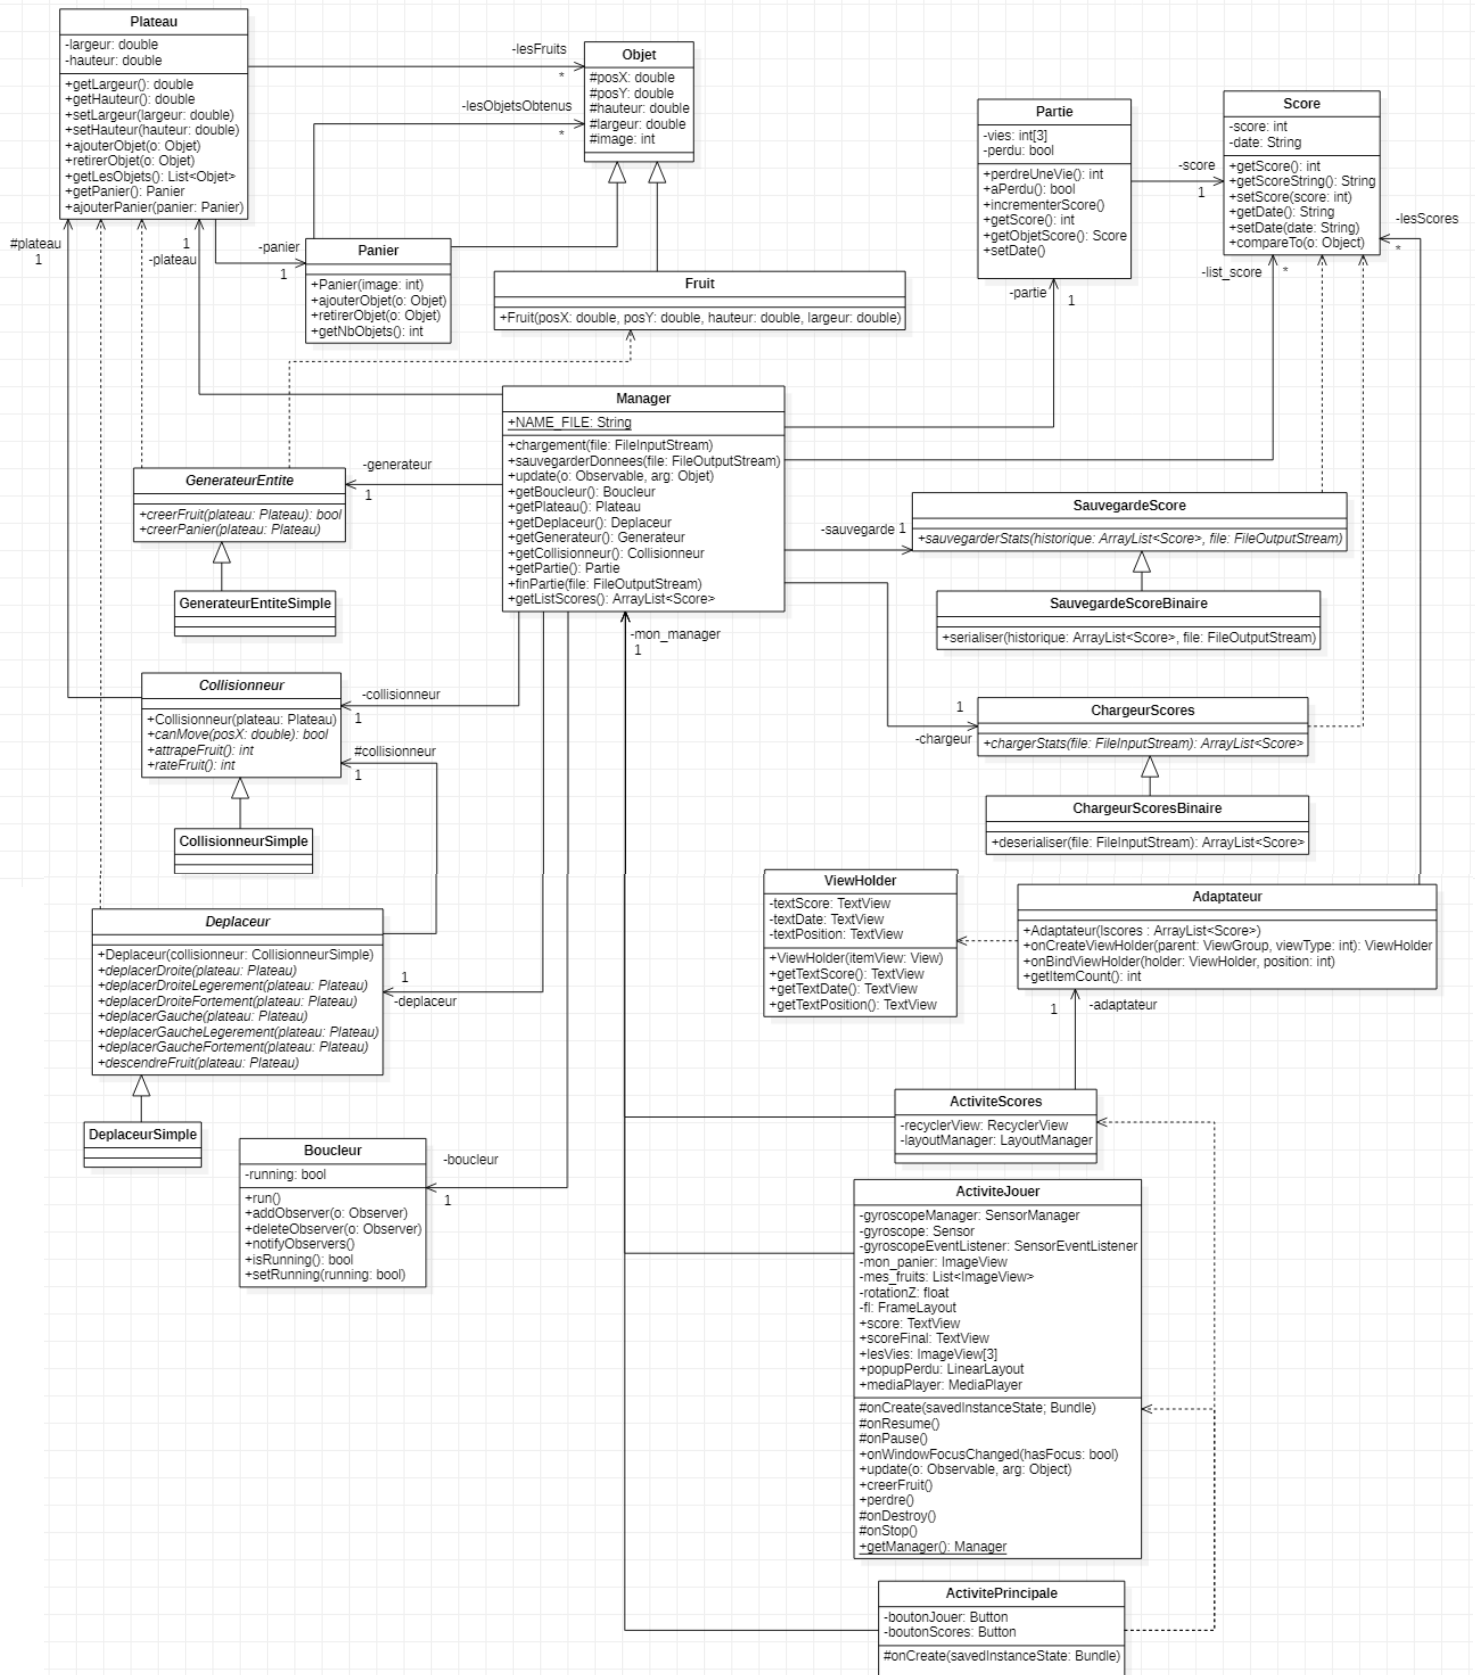 Plateau
-largeur: double
-hauteur: double
+getLargeur(): double
+getHauteur(): double
+setLargeur(largeur: double)
+setHauteur(hauteur: double)
+ajouterObjet(o: Objet)
+retirerObjet(o: Objet)
+getLesObjets(): List<Objet>
+getPanier(): Panier
+ajouterPanier(panier: Panier)
-lesFruits
*
-lesObjetsObtenus
*
Objet
#posX: double
#posY: double
#hauteur: double
#largeur: double
#image: int
Partie
-vies: int[3]
-perdu: bool
+perdreUneVie(): int
+aPerdu(): bool
+incrementerScore()
+getScore(): int
+getObjetScore(): Score
+setDate()
-score
1
Score
-score: int
-date: String
+getScore(): int
+getScoreString(): String
+setScore(score: int)
+getDate(): String
+setDate(date: String)
+compareTo(o: Object)
-lesScores
*
#plateau
1
1
-plateau
-panier
1
Panier
+Panier(image: int)
+ajouterObjet(o: Objet)
+retirerObjet(o: Objet)
+getNbObjets(): int
Fruit
+Fruit(posX: double, posY: double, hauteur: double, largeur: double)
-partie
1
-list_score
*
Manager
+NAME_FILE: String
+chargement(file: FileInputStream)
+sauvegarderDonnees(file: FileOutputStream)
+update(o: Observable, arg: Objet)
+getBoucleur(): Boucleur
+getPlateau(): Plateau
+getDeplaceur(): Deplaceur
+getGenerateur(): Generateur
+getCollisionneur(): Collisionneur
+getPartie(): Partie
+finPartie(file: FileOutputStream)
+getListScores(): ArrayList<Score>
-generateur
1
GenerateurEntite
+creerFruit(plateau: Plateau): bool
+creerPanier(plateau: Plateau)
GenerateurEntiteSimple
-sauvegarde 1
SauvegardeScore
+sauvegarderStats(historique: ArrayList<Score>, file: FileOutputStream)
SauvegardeScoreBinaire
+serialiser(historique: ArrayList<Score>, file: FileOutputStream)
-mon_manager
1
Collisionneur
+Collisionneur(plateau: Plateau)
+canMove(posX: double): bool
+attrapeFruit(): int
+rateFruit(): int
-collisionneur
1
#collisionneur
1
CollisionneurSimple
1
-chargeur
ChargeurScores
+chargerStats(file: FileInputStream): ArrayList<Score>
ChargeurScoresBinaire
+deserialiser(file: FileInputStream): ArrayList<Score>
ViewHolder
-textScore: TextView
-textDate: TextView
-textPosition: TextView
+ViewHolder(itemView: View)
+getTextScore(): TextView
+getTextDate(): TextView
+getTextPosition(): TextView
Adaptateur
+Adaptateur(lscores : ArrayList<Score>)
+onCreateViewHolder(parent: ViewGroup, viewType: int): ViewHolder
+onBindViewHolder(holder: ViewHolder, position: int)
+getItemCount(): int
1
-adaptateur
Deplaceur
+Deplaceur(collisionneur: CollisionneurSimple)
+deplacerDroite(plateau: Plateau)
+deplacerDroiteLegerement(plateau: Plateau)
+deplacerDroiteFortement(plateau: Plateau)
+deplacerGauche(plateau: Plateau)
+deplacerGaucheLegerement(plateau: Plateau)
+deplacerGaucheFortement(plateau: Plateau)
+descendreFruit(plateau: Plateau)
1
-deplaceur
DeplaceurSimple
Boucleur
-running: bool
+run()
+addObserver(o: Observer)
+deleteObserver(o: Observer)
+notifyObservers()
+isRunning(): bool
+setRunning(running: bool)
-boucleur
1
ActiviteScores
-recyclerView: RecyclerView
-layoutManager: LayoutManager
ActiviteJouer
-gyroscopeManager: SensorManager
-gyroscope: Sensor
-gyroscopeEventListener: SensorEventListener
-mon_panier: ImageView
-mes_fruits: List<ImageView>
-rotationZ: float
-fl: FrameLayout
+score: TextView
+scoreFinal: TextView
+lesVies: ImageView[3]
+popupPerdu: LinearLayout
+mediaPlayer: MediaPlayer
#onCreate(savedInstanceState; Bundle)
#onResume()
#onPause()
+onWindowFocusChanged(hasFocus: bool)
+update(o: Observable, arg: Object)
+creerFruit()
+perdre()
#onDestroy()
#onStop()
+getManager(): Manager
ActivitePrincipale
-boutonJouer: Button
-boutonScores: Button
#onCreate(savedInstanceState: Bundle)